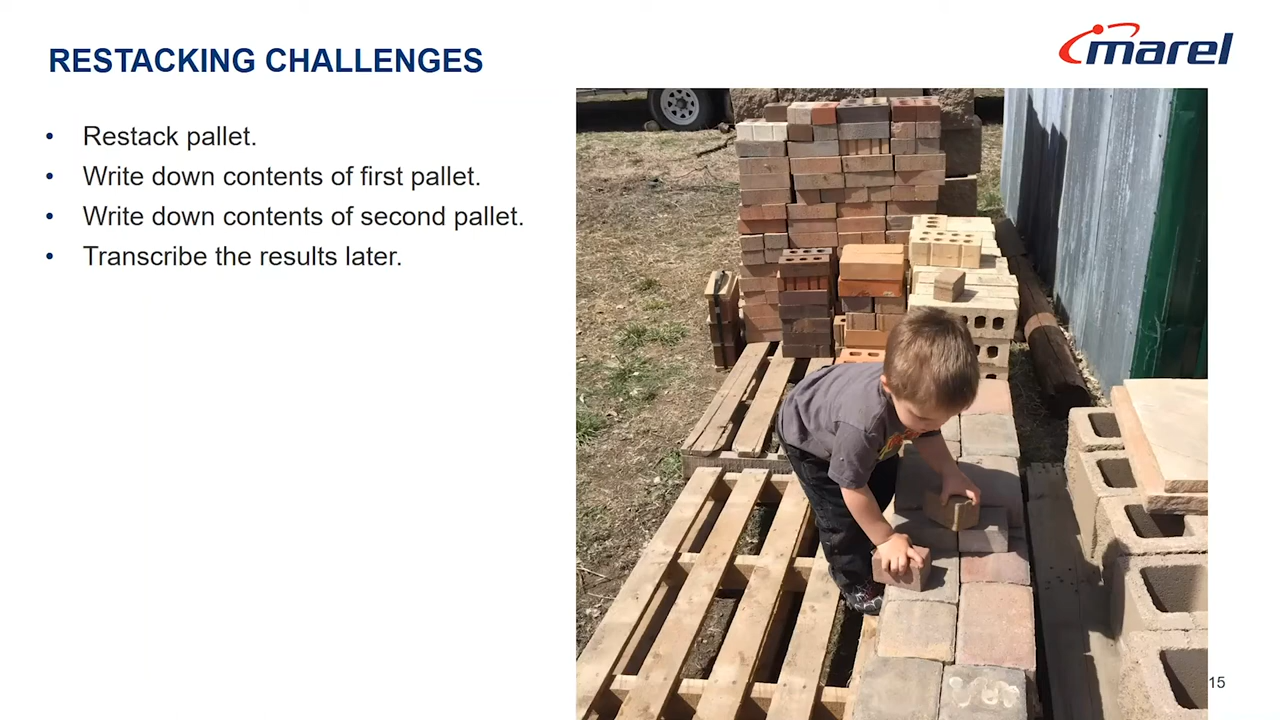 RESTACKING CHALLENGES
marel
• Restack pallet.
• Write down contents of first pallet.
• Write down contents of second pallet.
• Transcribe the results later.
15